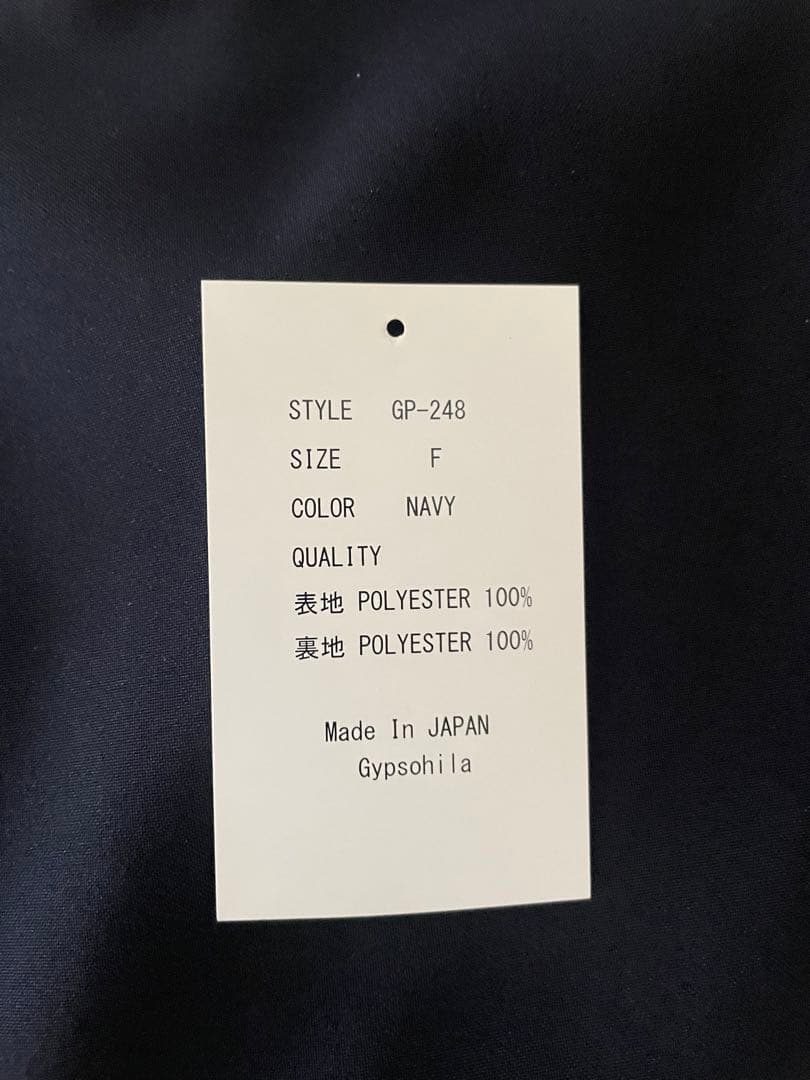 STYLE GP-248
SIZE F
COLOR NAVY
QUALITY
表地 POLYESTER 100%
裏地 POLYESTER 100%
Made In JAPAN
Gypsohila